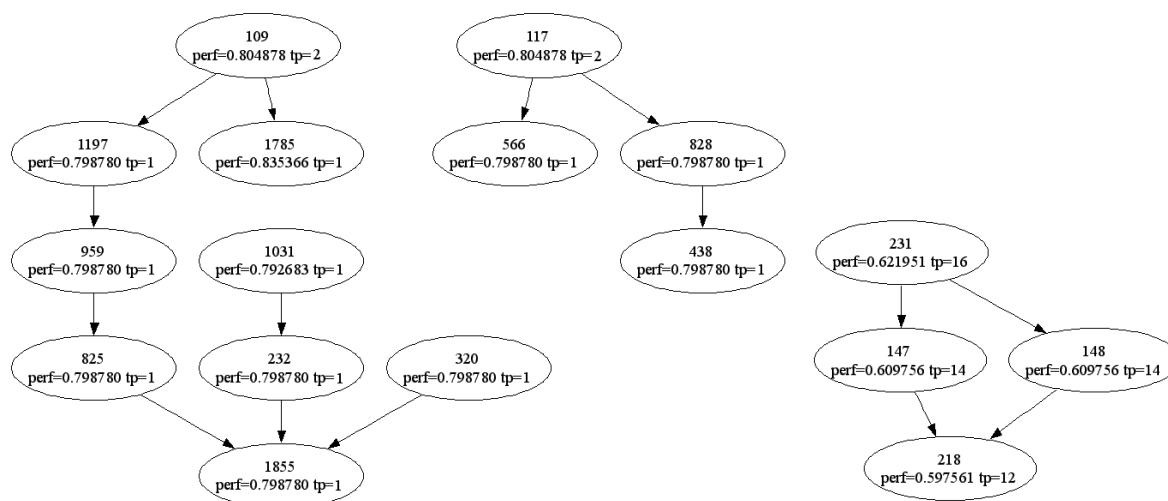 109
perf=0.804878 tp=2
117
perf=0.804878 tp=2
1197
perf=0.798780 tp=1
1785
perf=0.835366 tp=1
566
perf=0.798780 tp=1
828
perf=0.798780 tp=1
959
perf=0.798780 tp=1
1031
perf=0.792683 tp=1
438
perf=0.798780 tp=1
231
perf=0.621951 tp=16
825
perf=0.798780 tp=1
232
perf=0.798780 tp=1
320
perf=0.798780 tp=1
147
perf=0.609756 tp=14
148
perf=0.609756 tp=14
1855
perf=0.798780 tp=1
218
perf=0.597561 tp=12